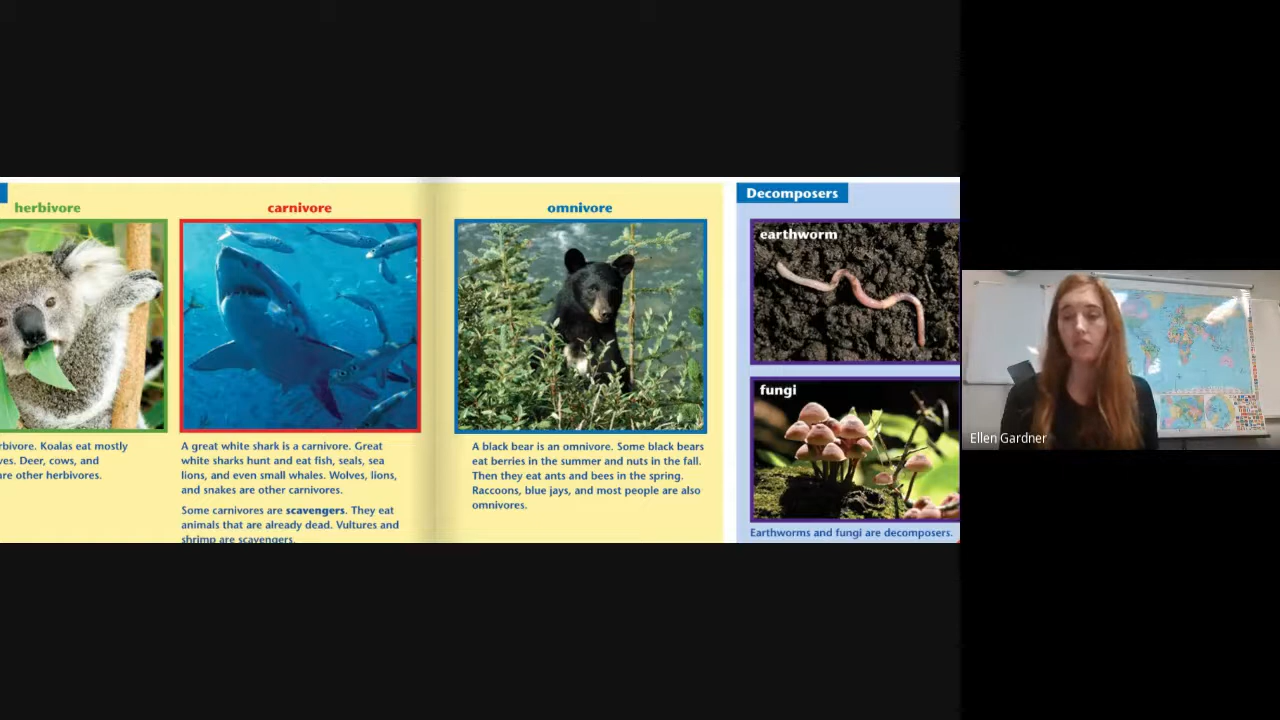 herbivore
carnivore
omnivore
Decomposers
earthworm
fungi
Koalas eat mostly
Deer, cows, and
other herbivores.
A great white shark is a carnivore. Great
white sharks hunt and eat fish, seals, sea
lions, and even small whales. Wolves, lions,
and snakes are other carnivores.
Some carnivores are scavengers. They eat
animals that are already dead. Vultures and
shrimp are scavengers.
A black bear is an omnivore. Some black bears
eat berries in the summer and nuts in the fall.
Then they eat ants and bees in the spring.
Raccoons, blue jays, and most people are also
omnivores.
Earthworms and fungi are decomposers.
Ellen Gardner